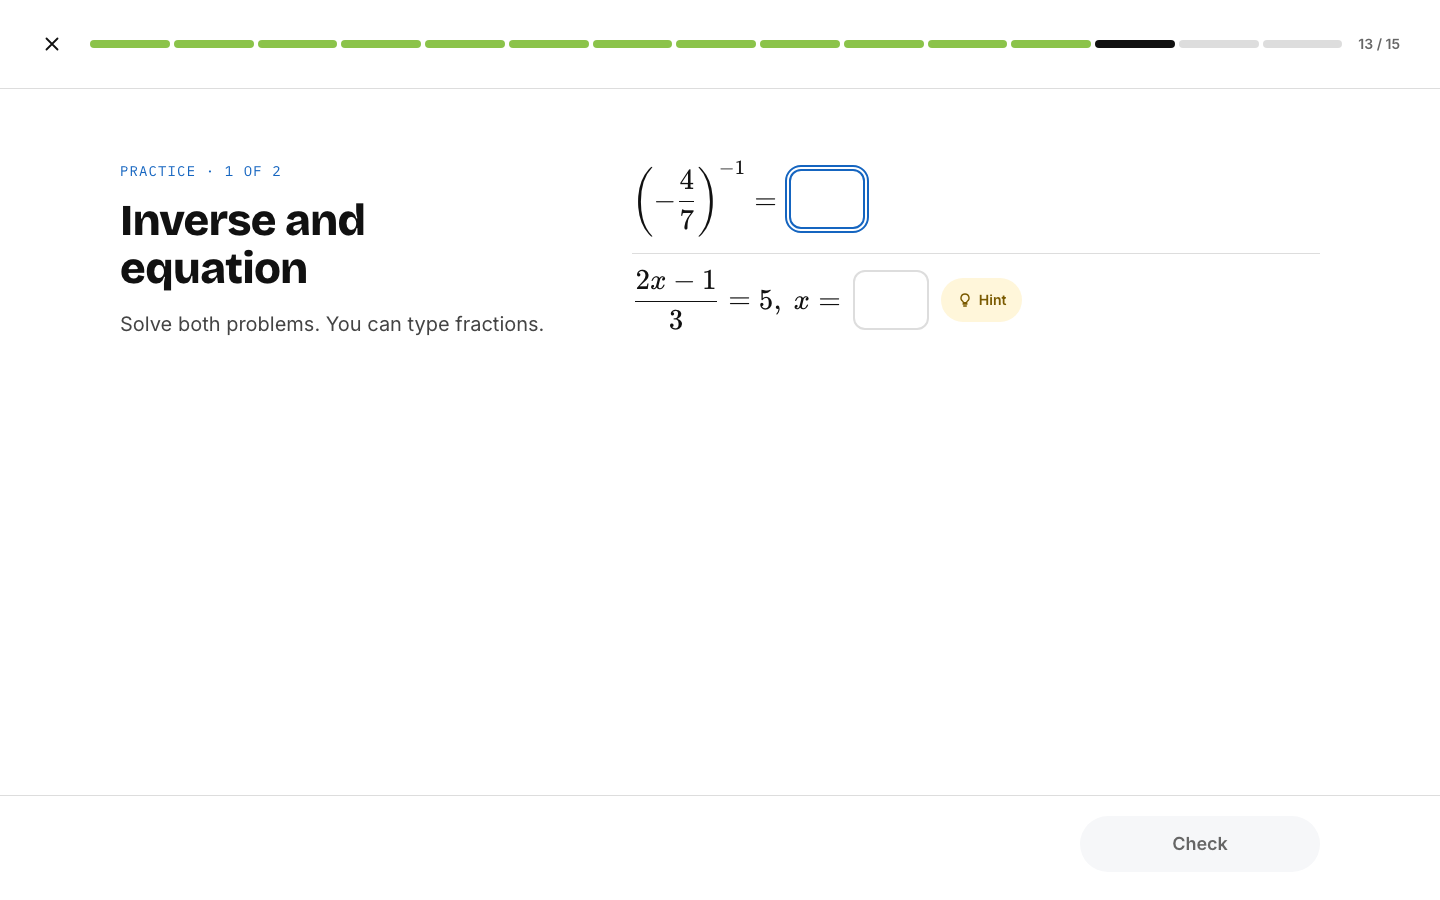 13 / 15
PRACTICE · 1 OF 2
Inverse and
equation
Solve both problems. You can type fractions.
(−4/7)^−1 =
(2x − 1)/3 = 5, x =
Hint
Check